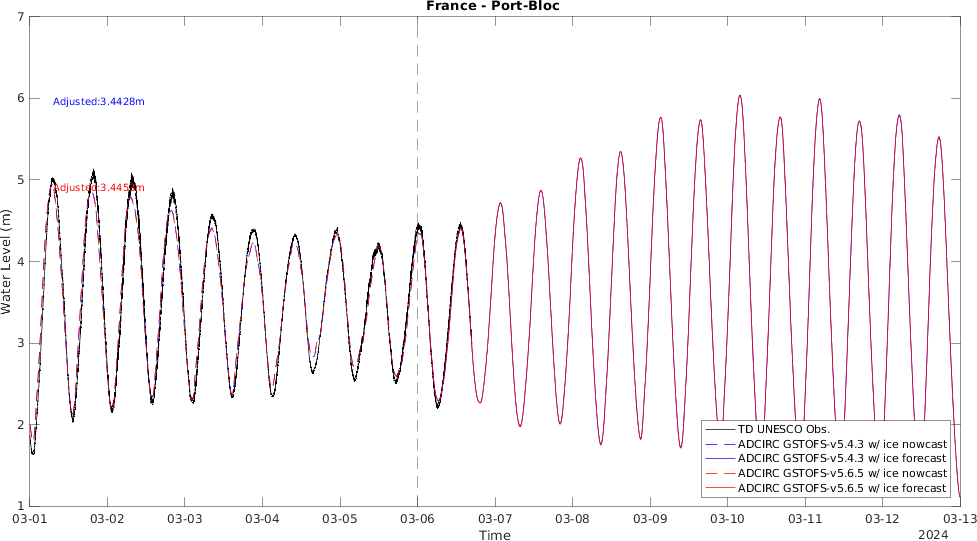 France - Port-Bloc
7
6
5
4
3
2
1
Water Level (m)
Adjusted:3.4428m
Adjusted:3.445
TD UNESCO Obs.
ADCIRC GSTOFS-v5.4.3 w/ ice nowcast
ADCIRC GSTOFS-v5.4.3 w/ ice forecast
ADCIRC GSTOFS-v5.6.5 w/ ice nowcast
ADCIRC GSTOFS-v5.6.5 w/ ice forecast
03-01 03-02 03-03 03-04 03-05 03-06 03-07 03-08 03-09 03-10 03-11 03-12 03-13
Time
2024